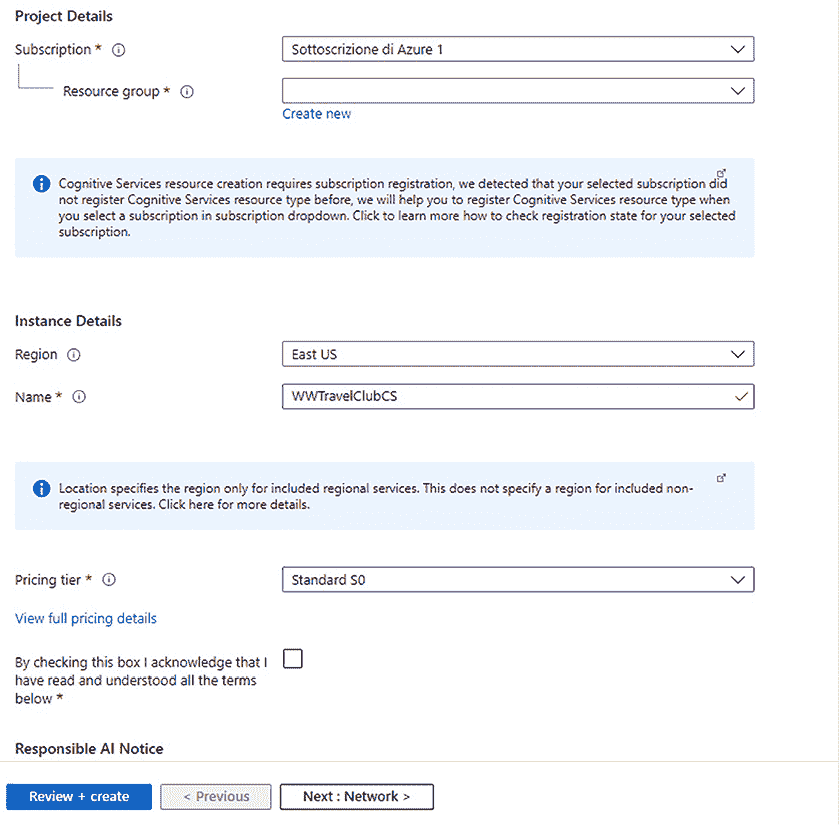 Project Details
Subscription * Sottoscrizione di Azure 1
Resource group *
Create new
Cognitive Services resource creation requires subscription registration, we detected that your selected subscription did
not register Cognitive Services resource type before, we will help you to register Cognitive Services resource type when
you select a subscription in subscription dropdown. Click to learn more how to check registration state for your selected
subscription.
Instance Details
Region East US
Name * WWTravelClubCS
Location specifies the region only for included regional services. This does not specify a region for included non-
regional services. Click here for more details.
Pricing tier * Standard S0
View full pricing details
By checking this box I acknowledge that I
have read and understood all the terms
below *
Responsible AI Notice
Review + create < Previous Next : Network >